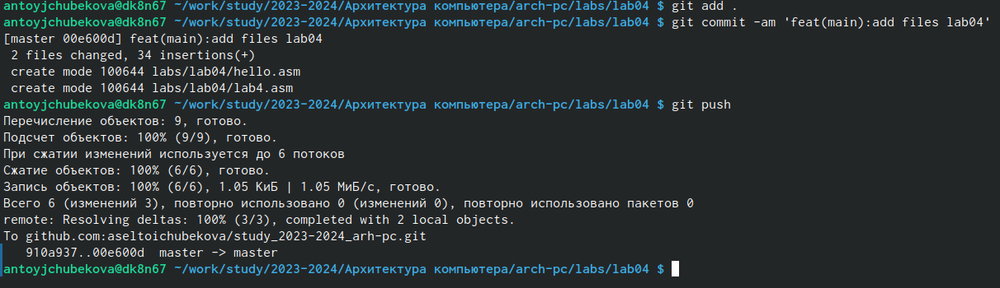 antoyjchubekova@dk8n67 ~/work/study/2023-2024/Архитектура компьютера/arch-pc/labs/lab04 $ git add .
antoyjchubekova@dk8n67 ~/work/study/2023-2024/Архитектура компьютера/arch-pc/labs/lab04 $ git commit -am 'feat(main):add files lab04'
[master 00e600d] feat(main):add files lab04
 2 files changed, 34 insertions(+)
 create mode 100644 labs/lab04/hello.asm
 create mode 100644 labs/lab04/lab4.asm
antoyjchubekova@dk8n67 ~/work/study/2023-2024/Архитектура компьютера/arch-pc/labs/lab04 $ git push
Перечисление объектов: 9, готово.
Подсчет объектов: 100% (9/9), готово.
При сжатии изменений используется до 6 потоков
Сжатие объектов: 100% (6/6), готово.
Запись объектов: 100% (6/6), 1.05 КиБ | 1.05 МиБ/с, готово.
Всего 6 (изменений 3), повторно использовано 0 (изменений 0), повторно использовано пакетов 0
remote: Resolving deltas: 100% (3/3), completed with 2 local objects.
To github.com:aseltoichubekova/study_2023-2024_arh-pc.git
   910a937..00e600d  master -> master
antoyjchubekova@dk8n67 ~/work/study/2023-2024/Архитектура компьютера/arch-pc/labs/lab04 $